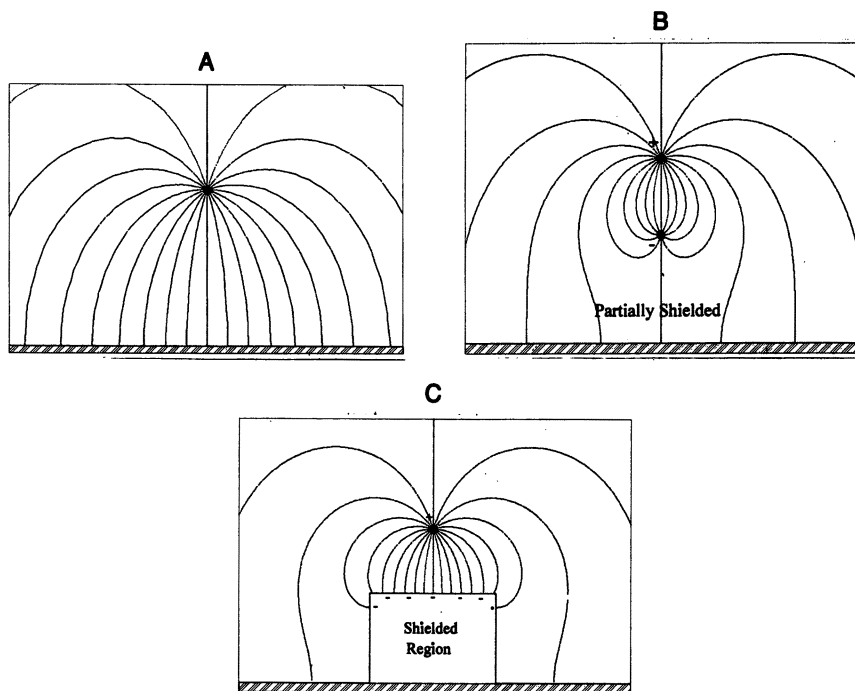 A
B
+
-
Partially Shielded
C
+
- - - - -
- -
Shielded
Region